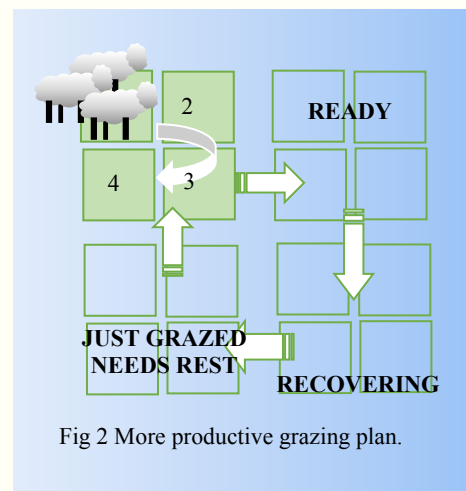 2
READY
4
3
JUST GRAZED
NEEDS REST
RECOVERING
Fig 2 More productive grazing plan.